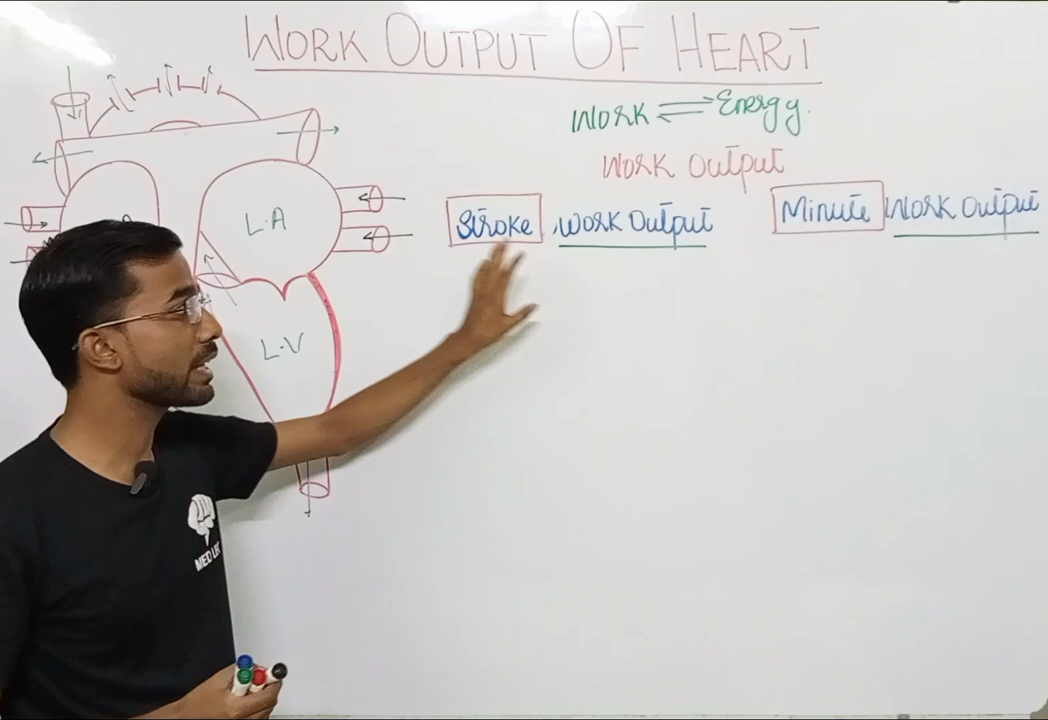 WORK OUTPUT OF HEART
WORK ⇌ Energy.
WORK Output
Stroke WORK Output
Minute WORK Output
L.A
L.V